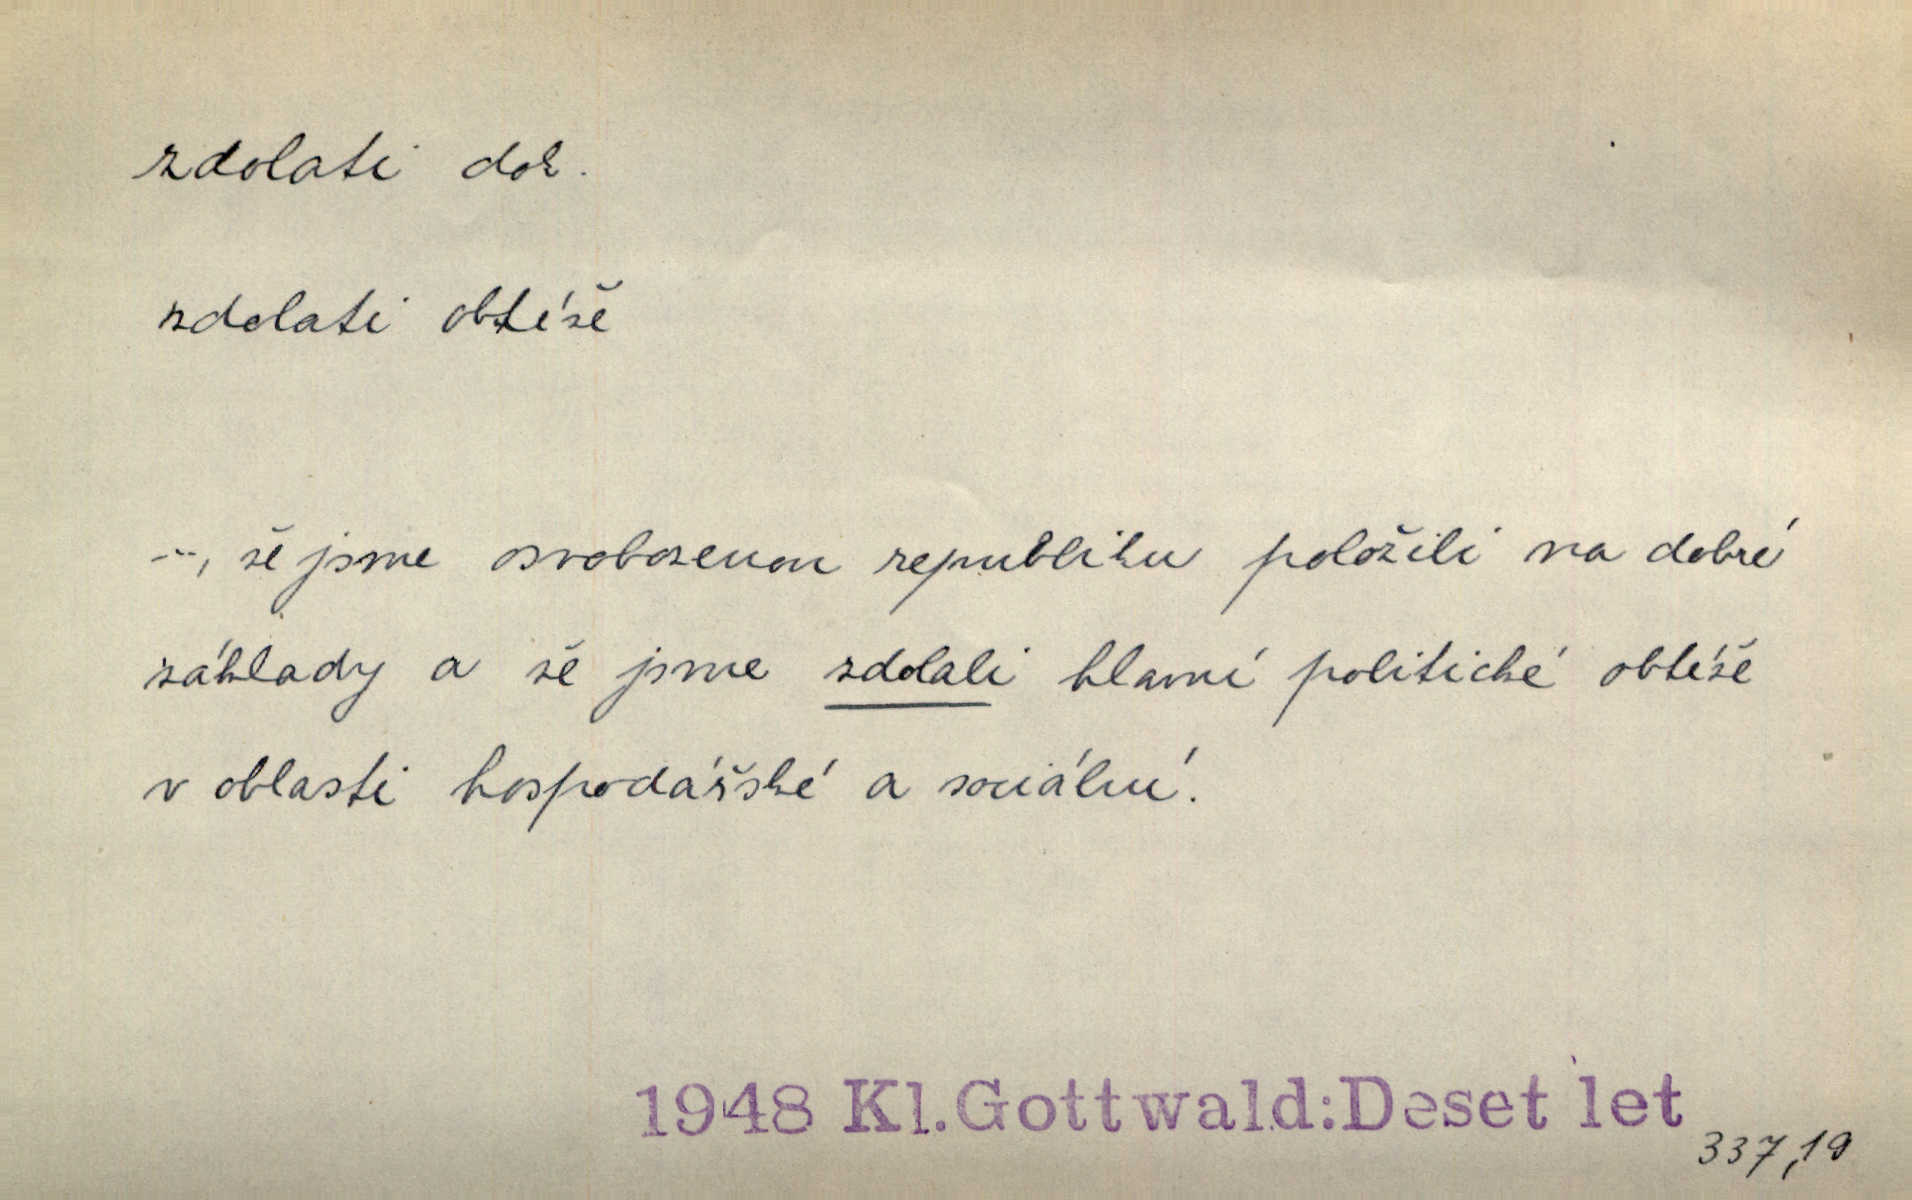 zdolati dok.
zdolati obtíže
..., že jsme osvobozenou republiku položili na dobré
základy a že jsme zdolali hlavní politické obtíže
v oblasti hospodářské a sociální.
1948 Kl.Gottwald:Deset let
337,19